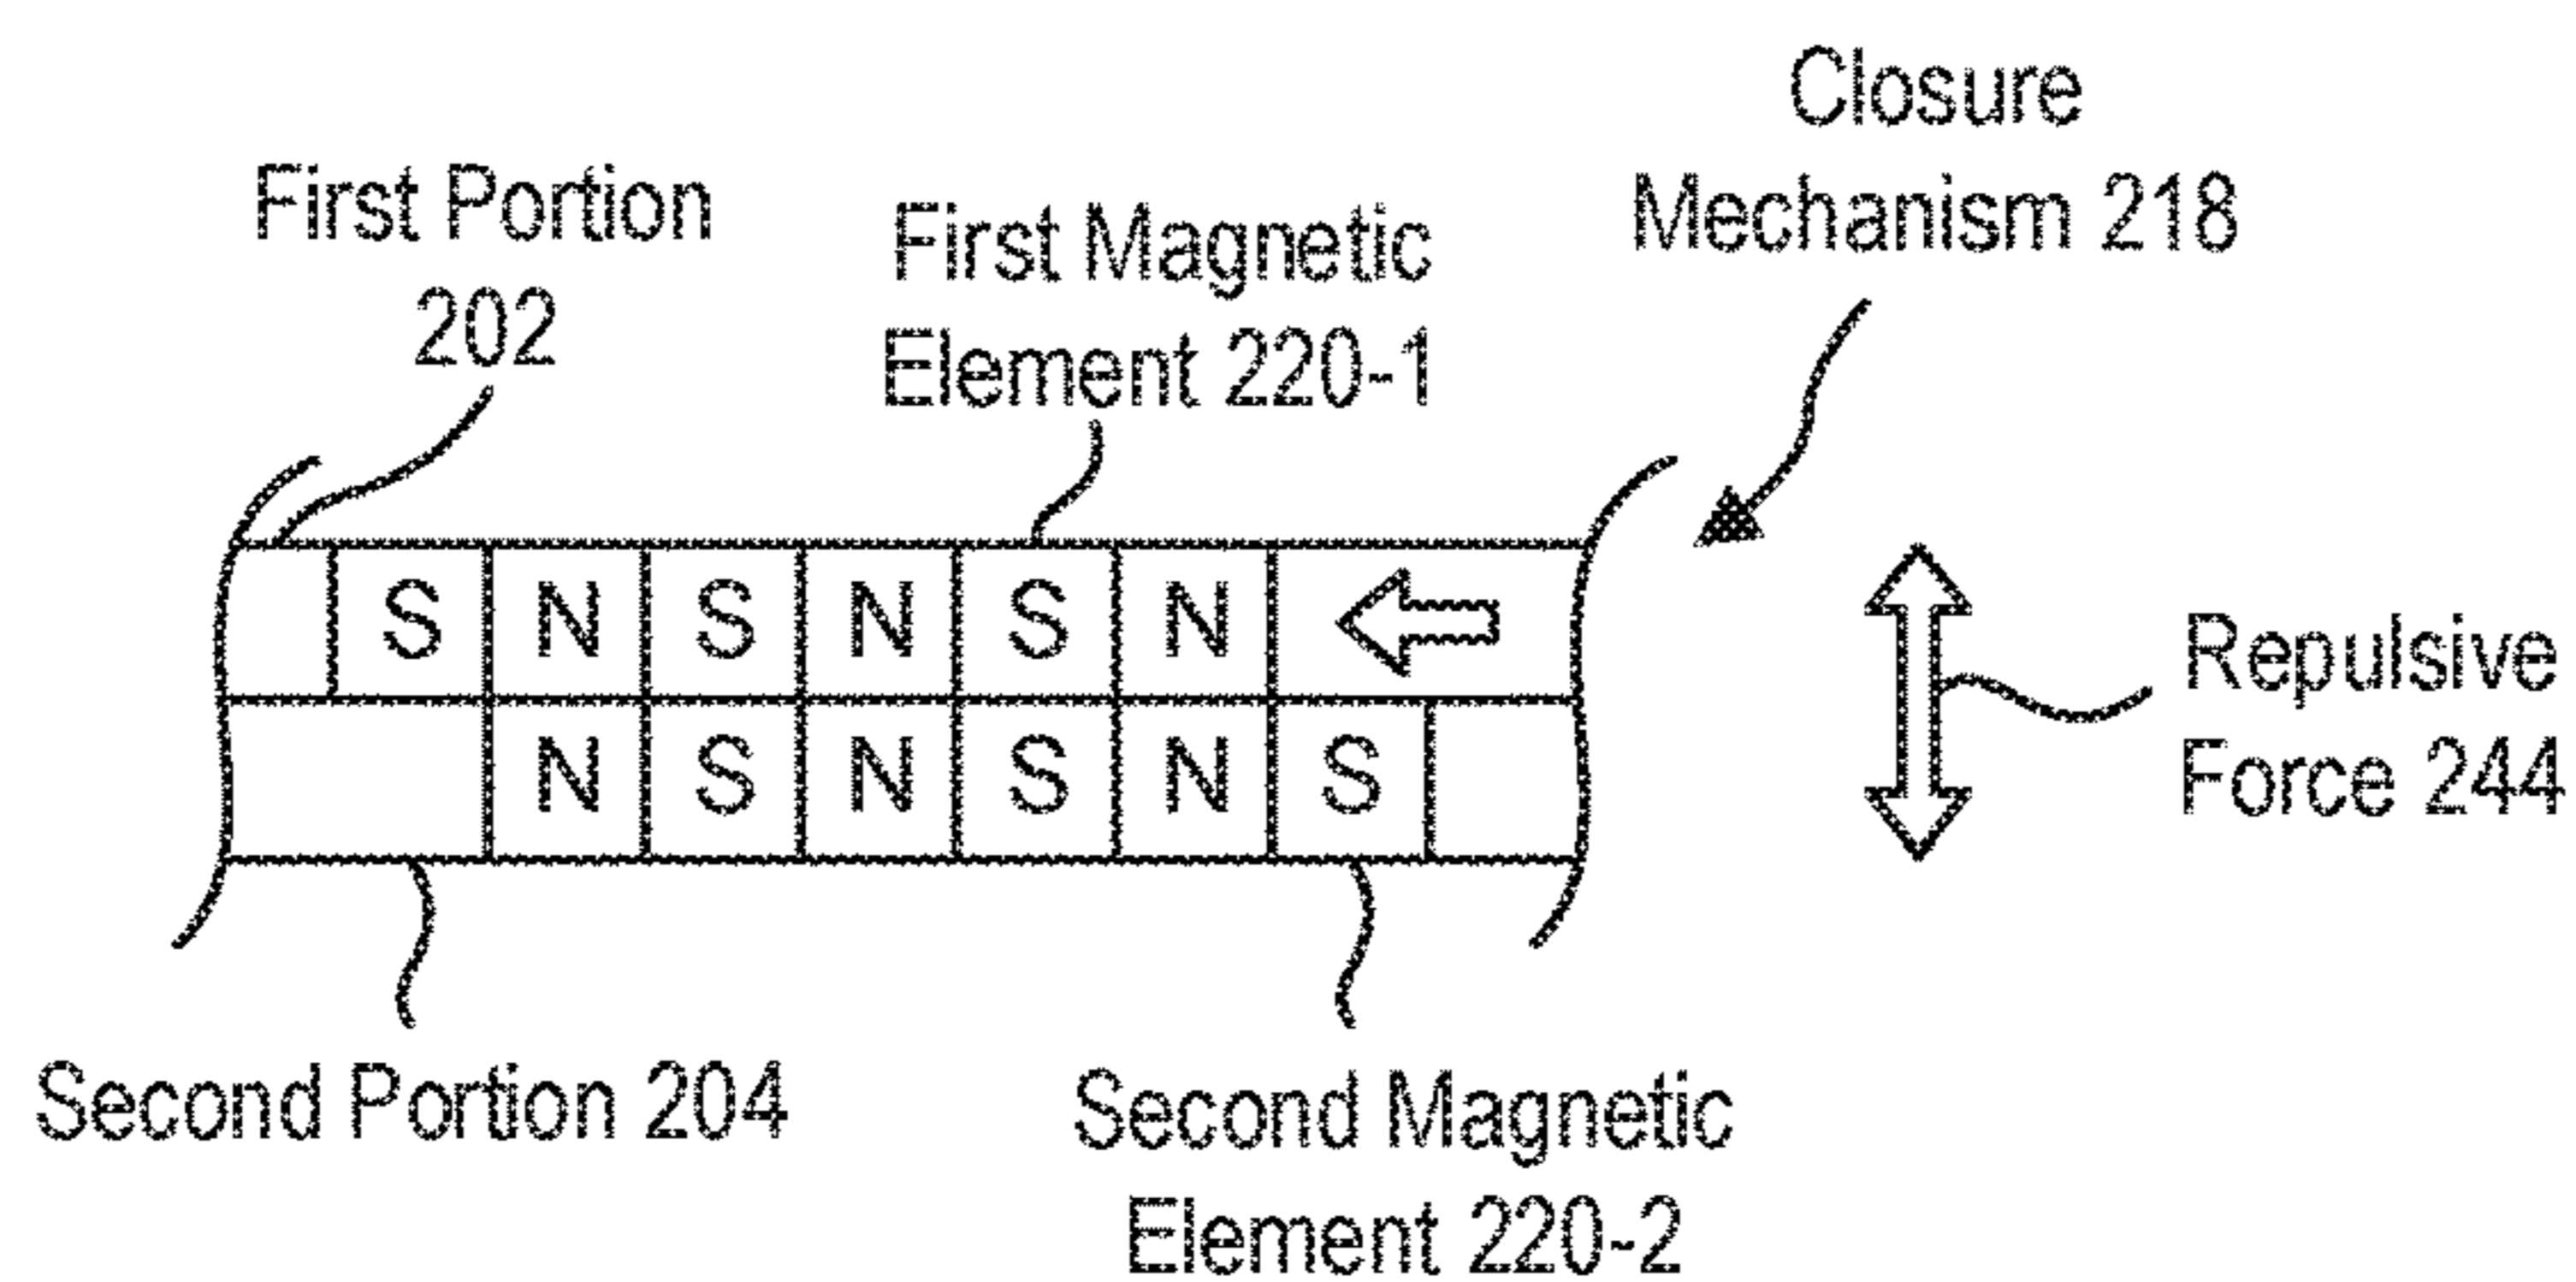 Closure
Mechanism 218
First Portion
202
First Magnetic
Element 220-1
S N S N S N
N S N S N S
Repulsive
Force 244
Second Portion 204
Second Magnetic
Element 220-2